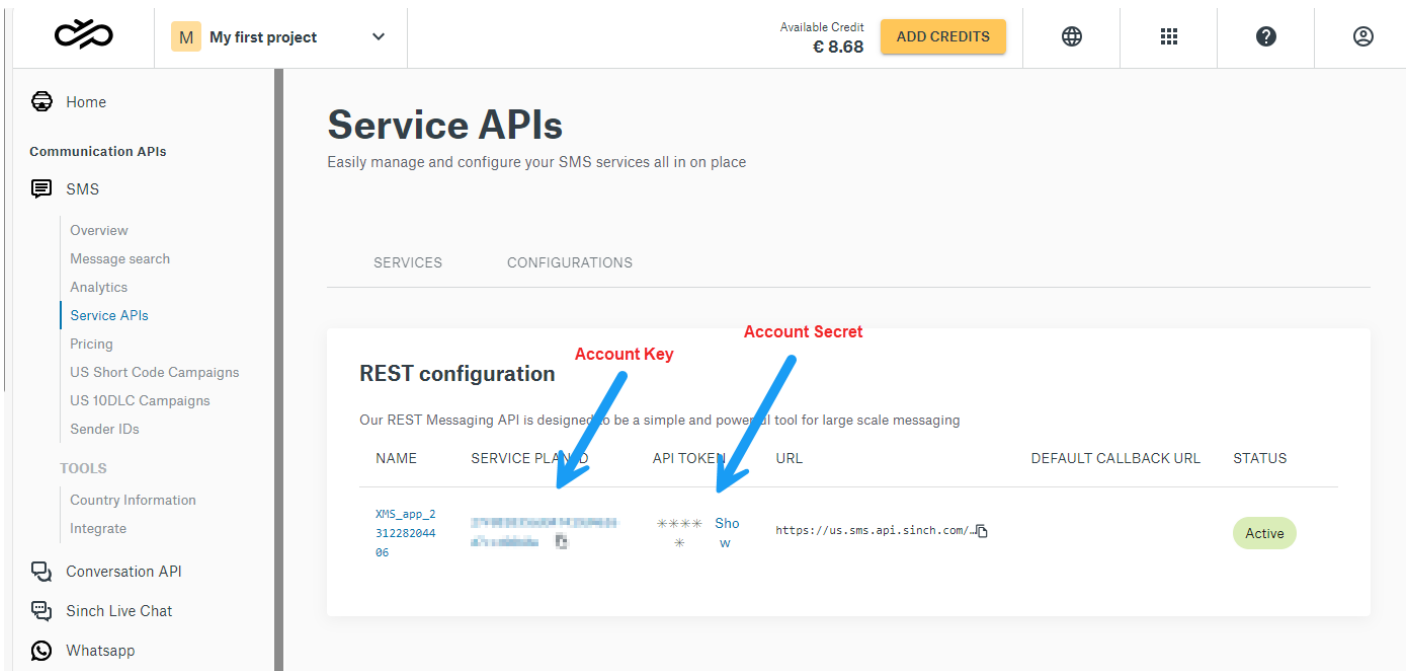 M My first project
Available Credit
€ 8.68
ADD CREDITS
Home
Communication APIs
SMS
Overview
Message search
Analytics
Service APIs
Pricing
US Short Code Campaigns
US 10DLC Campaigns
Sender IDs
TOOLS
Country Information
Integrate
Conversation API
Sinch Live Chat
Whatsapp
Service APIs
Easily manage and configure your SMS services all in on place
SERVICES CONFIGURATIONS
Account Secret
Account Key
REST configuration
Our REST Messaging API is designed to be a simple and powerful tool for large scale messaging
NAME SERVICE PLAN ID API TOKEN URL DEFAULT CALLBACK URL STATUS
XMS_app_2
312282044
06
**** Sho
* w
https://us.sms.api.sinch.com/…
Active